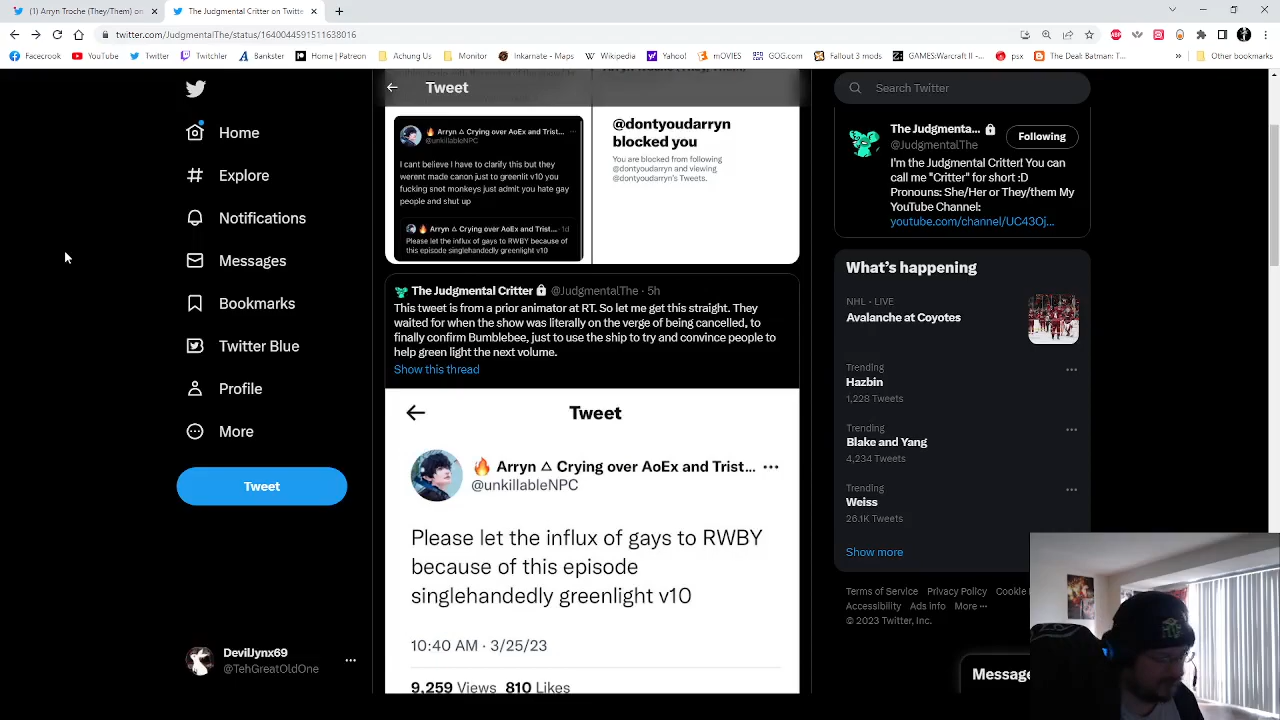 (1) Arryn Troche (They/Them) on
The Judgmental Critter on Twitter
twitter.com/JudgmentalThe/status/1640044591511638016
Facecrook
YouTube
Twitter
Twitch
Bankster
Home | Patreon
Achtung Us
Monitor
Inkarnate - Maps
Wikipedia
Yahoo!
mOVIES
GOG.com
Fallout 3 mods
GAMES:Warcraft II -...
psx
The Dealt Batman T...
»
Other bookmarks
Home
Explore
Notifications
Messages
Bookmarks
Twitter Blue
Profile
More
Tweet
DevilJynx69
@TehGreatOldOne
Tweet
Arryn △ Crying over AoEx and Trist...
@unkillableNPC
I cant believe I have to clarify this but they
werent made canon just to greenlit v10 you
fucking snot monkeys just admit you hate gay
people and shut up
Arryn △ Crying over AoEx and Trist... · 1d
Please let the influx of gays to RWBY because of
this episode singlehandedly greenlight v10
@dontyoudarryn
blocked you
You are blocked from following
@dontyoudarryn and viewing
@dontyoudarryn's Tweets.
The Judgmental Critter @JudgmentalThe · 5h
This tweet is from a prior animator at RT. So let me get this straight. They
waited for when the show was literally on the verge of being cancelled, to
finally confirm Bumblebee, just to use the ship to try and convince people to
help green light the next volume.
Show this thread
Tweet
Arryn △ Crying over AoEx and Trist...
@unkillableNPC
Please let the influx of gays to RWBY
because of this episode
singlehandedly greenlight v10
10:40 AM · 3/25/23
9,259 Views 810 Likes
Search Twitter
The Judgmenta...
@JudgmentalThe
Following
I'm the Judgmental Critter! You can
call me "Critter" for short :D
Pronouns: She/Her or They/them My
YouTube Channel:
youtube.com/channel/UC43Oj...
What's happening
NHL · LIVE
Avalanche at Coyotes
Trending
Hazbin
1,228 Tweets
Trending
Blake and Yang
4,234 Tweets
Trending
Weiss
26.1K Tweets
Show more
Terms of Service Privacy Policy Cookie
Accessibility Ads info More ···
© 2023 Twitter, Inc.
Message